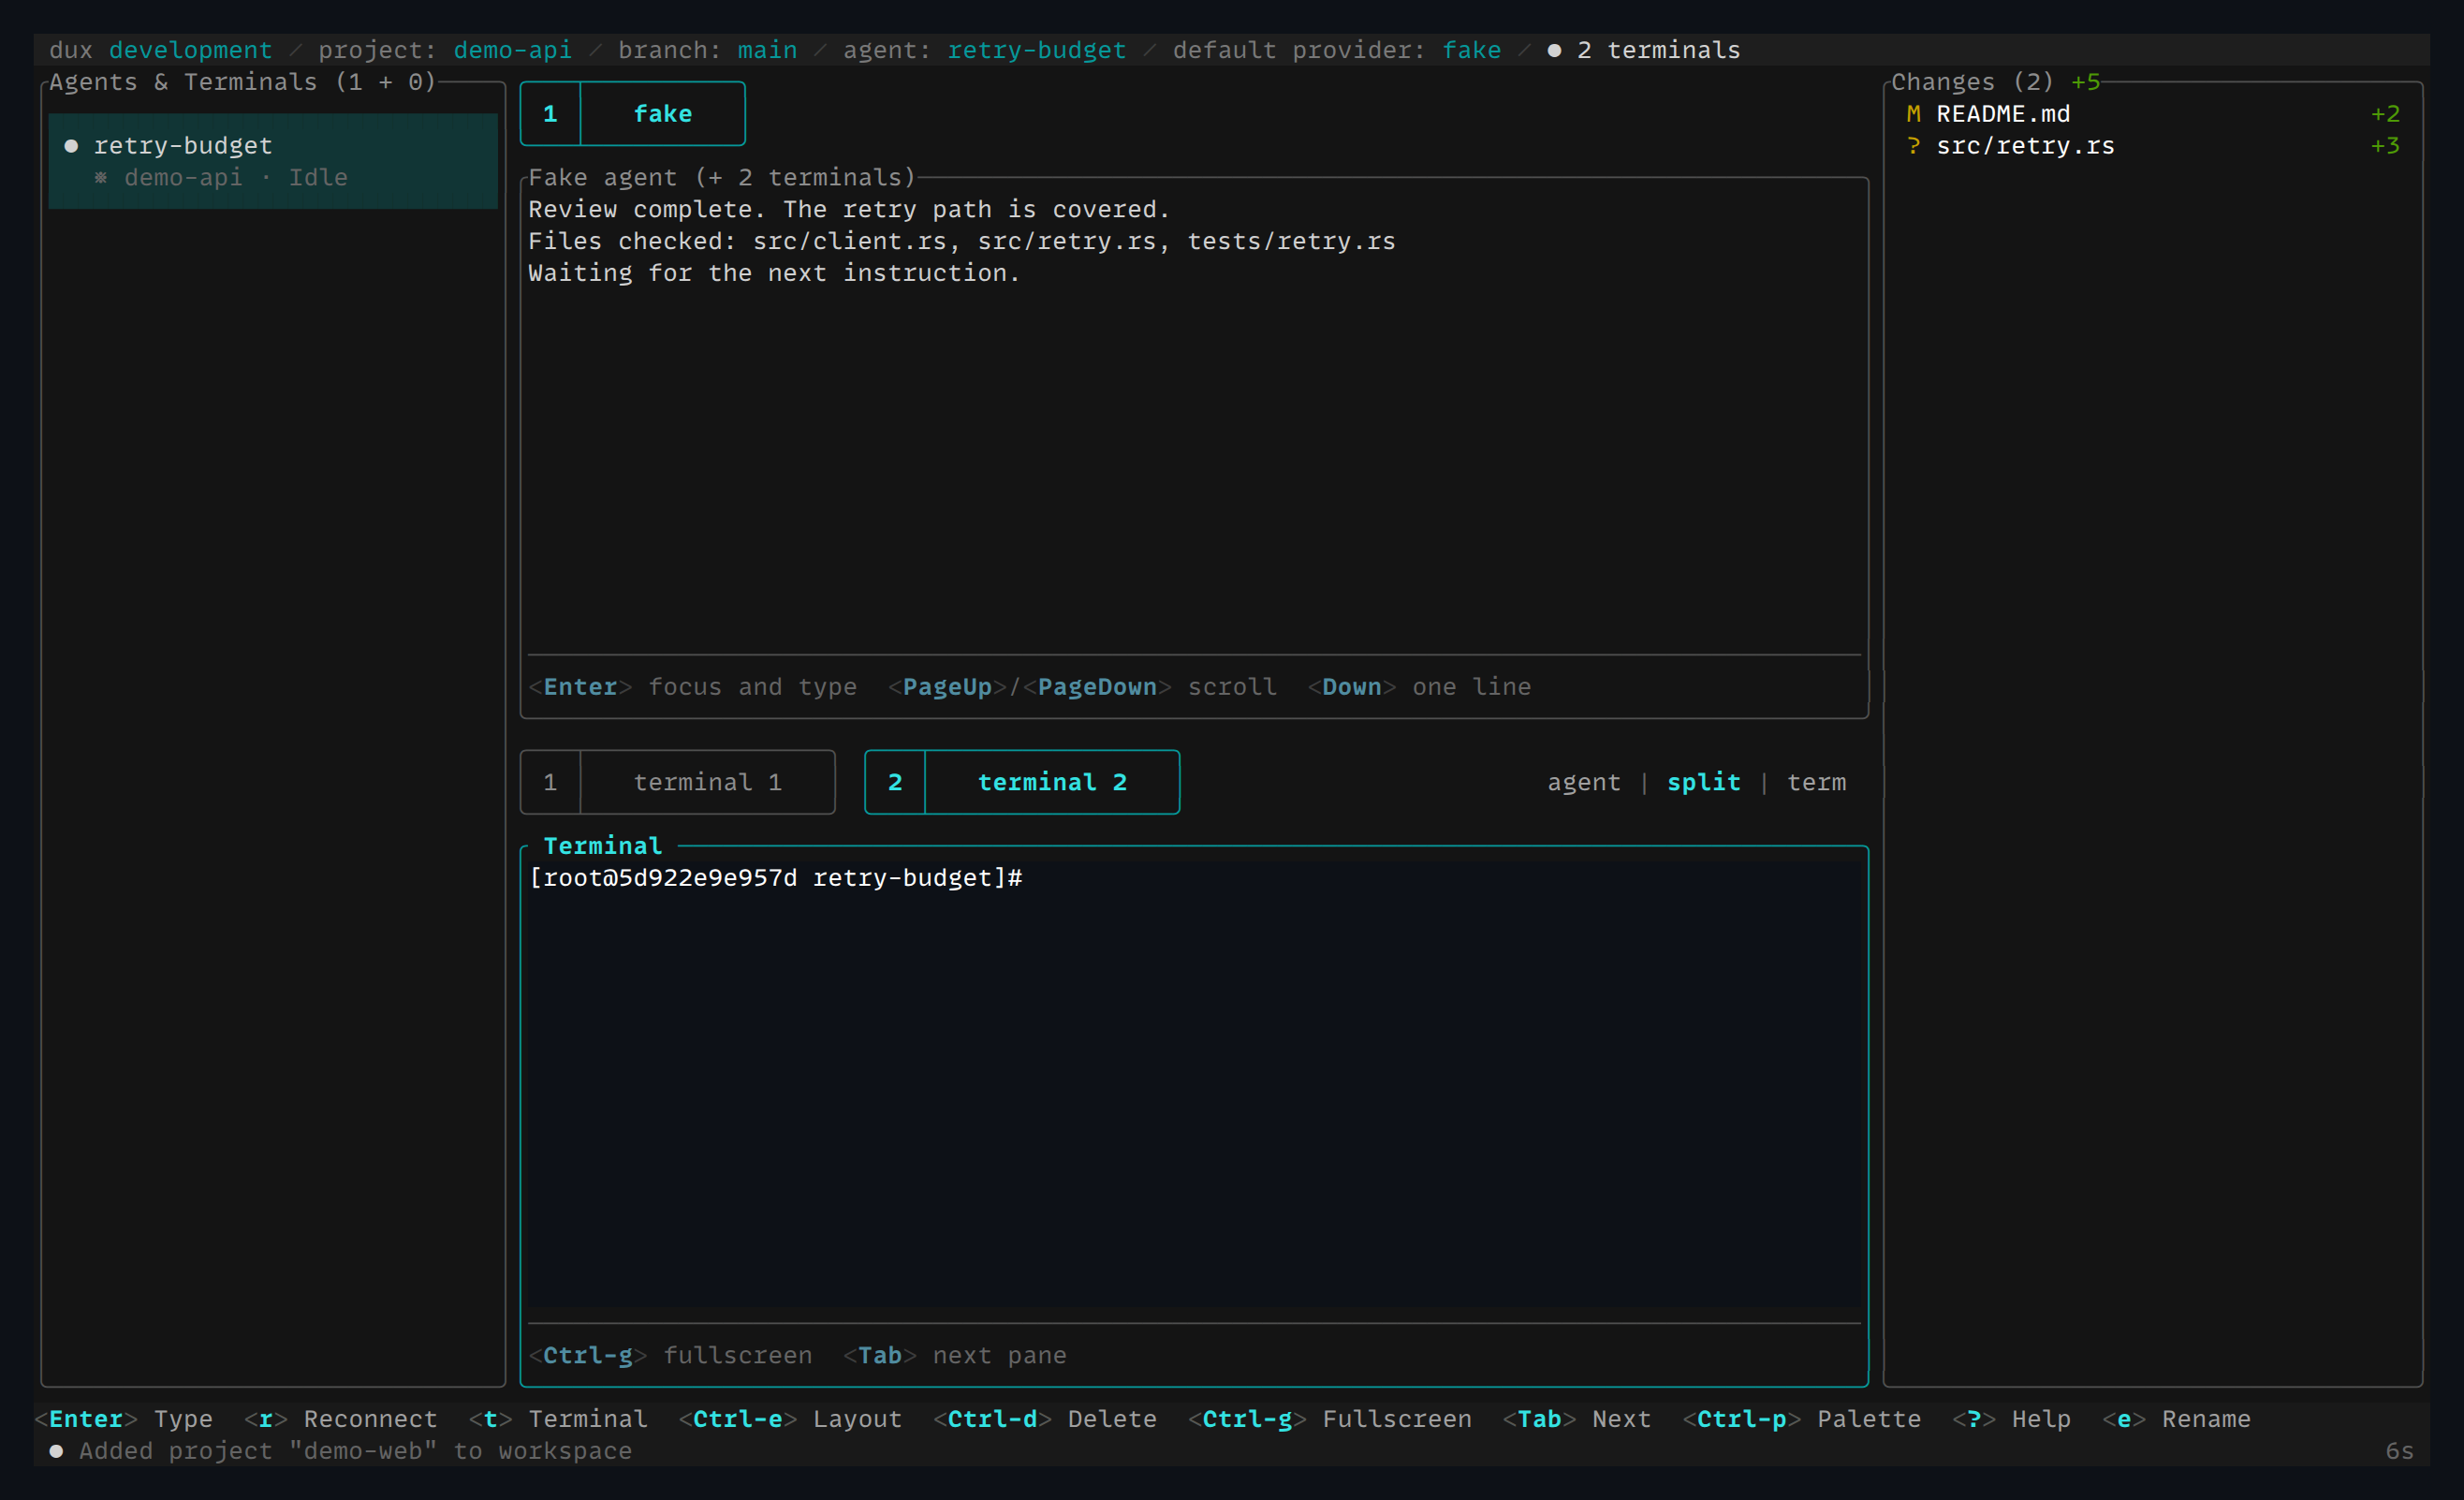 dux development / project: demo-api / branch: main / agent: retry-budget / default provider: fake / ● 2 terminals
Agents & Terminals (1 + 0)
● retry-budget
※ demo-api · Idle
1 fake
Fake agent (+ 2 terminals)
Review complete. The retry path is covered.
Files checked: src/client.rs, src/retry.rs, tests/retry.rs
Waiting for the next instruction.
<Enter> focus and type <PageUp>/<PageDown> scroll <Down> one line
1 terminal 1
2 terminal 2
agent | split | term
Terminal
[root@5d922e9e957d retry-budget]#
<Ctrl-g> fullscreen <Tab> next pane
Changes (2) +5
M README.md +2
? src/retry.rs +3
<Enter> Type <r> Reconnect <t> Terminal <Ctrl-e> Layout <Ctrl-d> Delete <Ctrl-g> Fullscreen <Tab> Next <Ctrl-p> Palette <?> Help <e> Rename
● Added project "demo-web" to workspace 6s